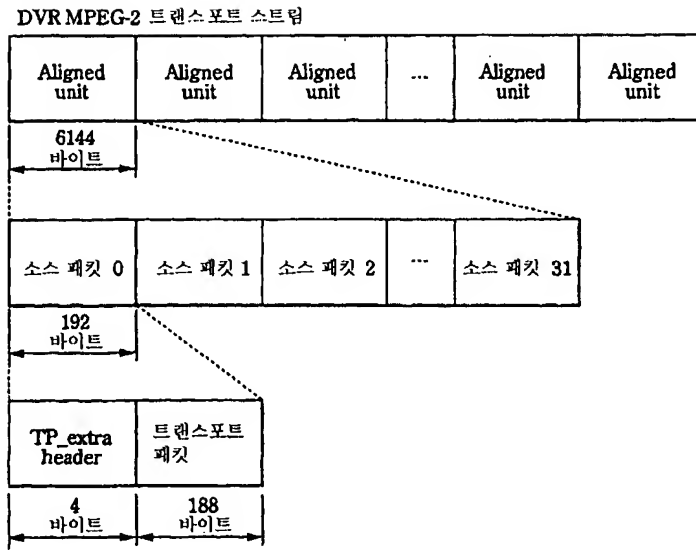 DVR MPEG-2 트랜스포트 스트림
Aligned unit
Aligned unit
Aligned unit
...
Aligned unit
Aligned unit
6144
바이트
소스 패킷 0
소스 패킷 1
소스 패킷 2
...
소스 패킷 31
192
바이트
TP_extra
header
트랜스포트
패킷
4
바이트
188
바이트